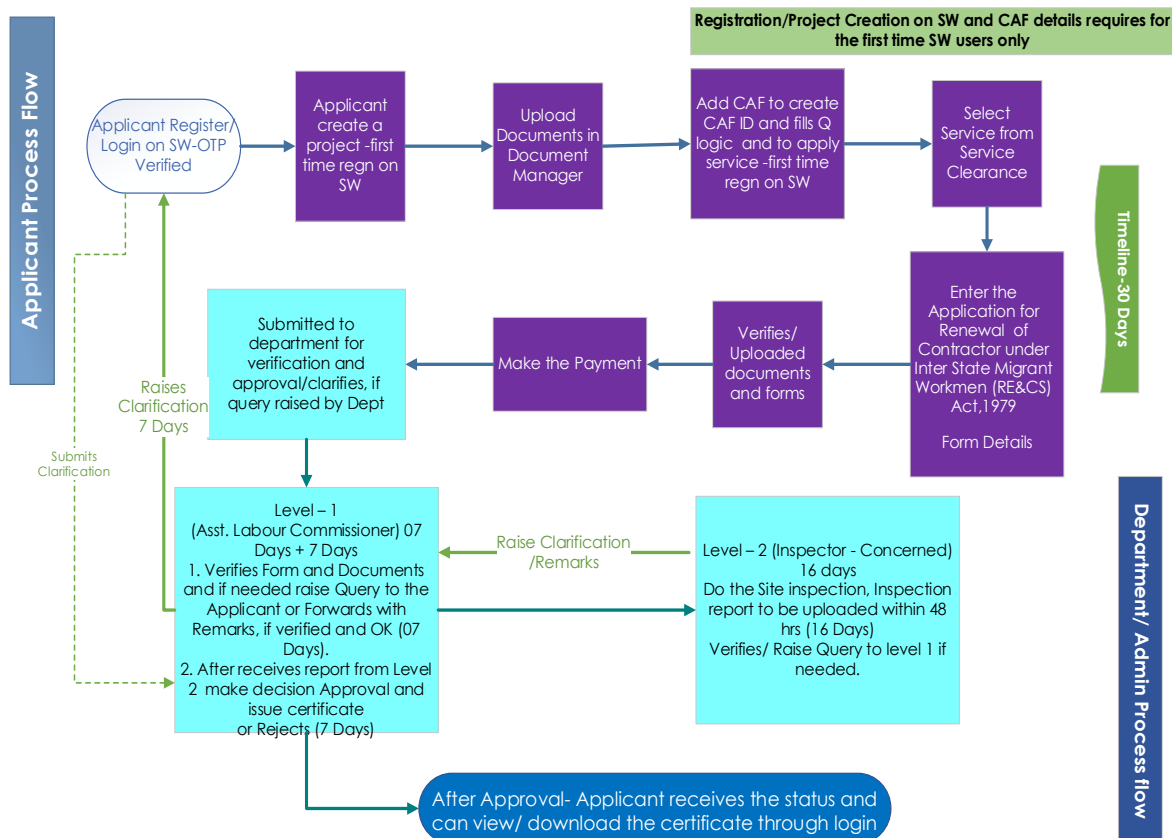 Applicant Process Flow
Registration/Project Creation on SW and CAF details requires for
the first time SW users only
Applicant Register/
Login on SW-OTP
Verified
Applicant
create a
project -first
time regn on
SW
Upload
Documents in
Document
Manager
Add CAF to create
CAF ID and fills Q
logic and to apply
service -first time
regn on SW
Select
Service from
Service
Clearance
Timeline-30 Days
Enter the
Application for
Renewal of
Contractor under
Inter State Migrant
Workmen (RE&CS)
Act,1979
Form Details
Verifies/
Uploaded
documents
and forms
Make the Payment
Submitted to
department for
verification and
approval/clarifies, if
query raised by Dept
Raises
Clarification
7 Days
Submits
Clarification
Level – 1
(Asst. Labour Commissioner) 07
Days + 7 Days
1. Verifies Form and Documents
and if needed raise Query to the
Applicant or Forwards with
Remarks, if verified and OK (07
Days).
2. After receives report from Level
2 make decision Approval and
issue certificate
or Rejects (7 Days)
Raise Clarification
/Remarks
Level – 2 (Inspector - Concerned)
16 days
Do the Site inspection, Inspection
report to be uploaded within 48
hrs (16 Days)
Verifies/ Raise Query to level 1 if
needed.
Department/ Admin Process flow
After Approval- Applicant receives the status and
can view/ download the certificate through login